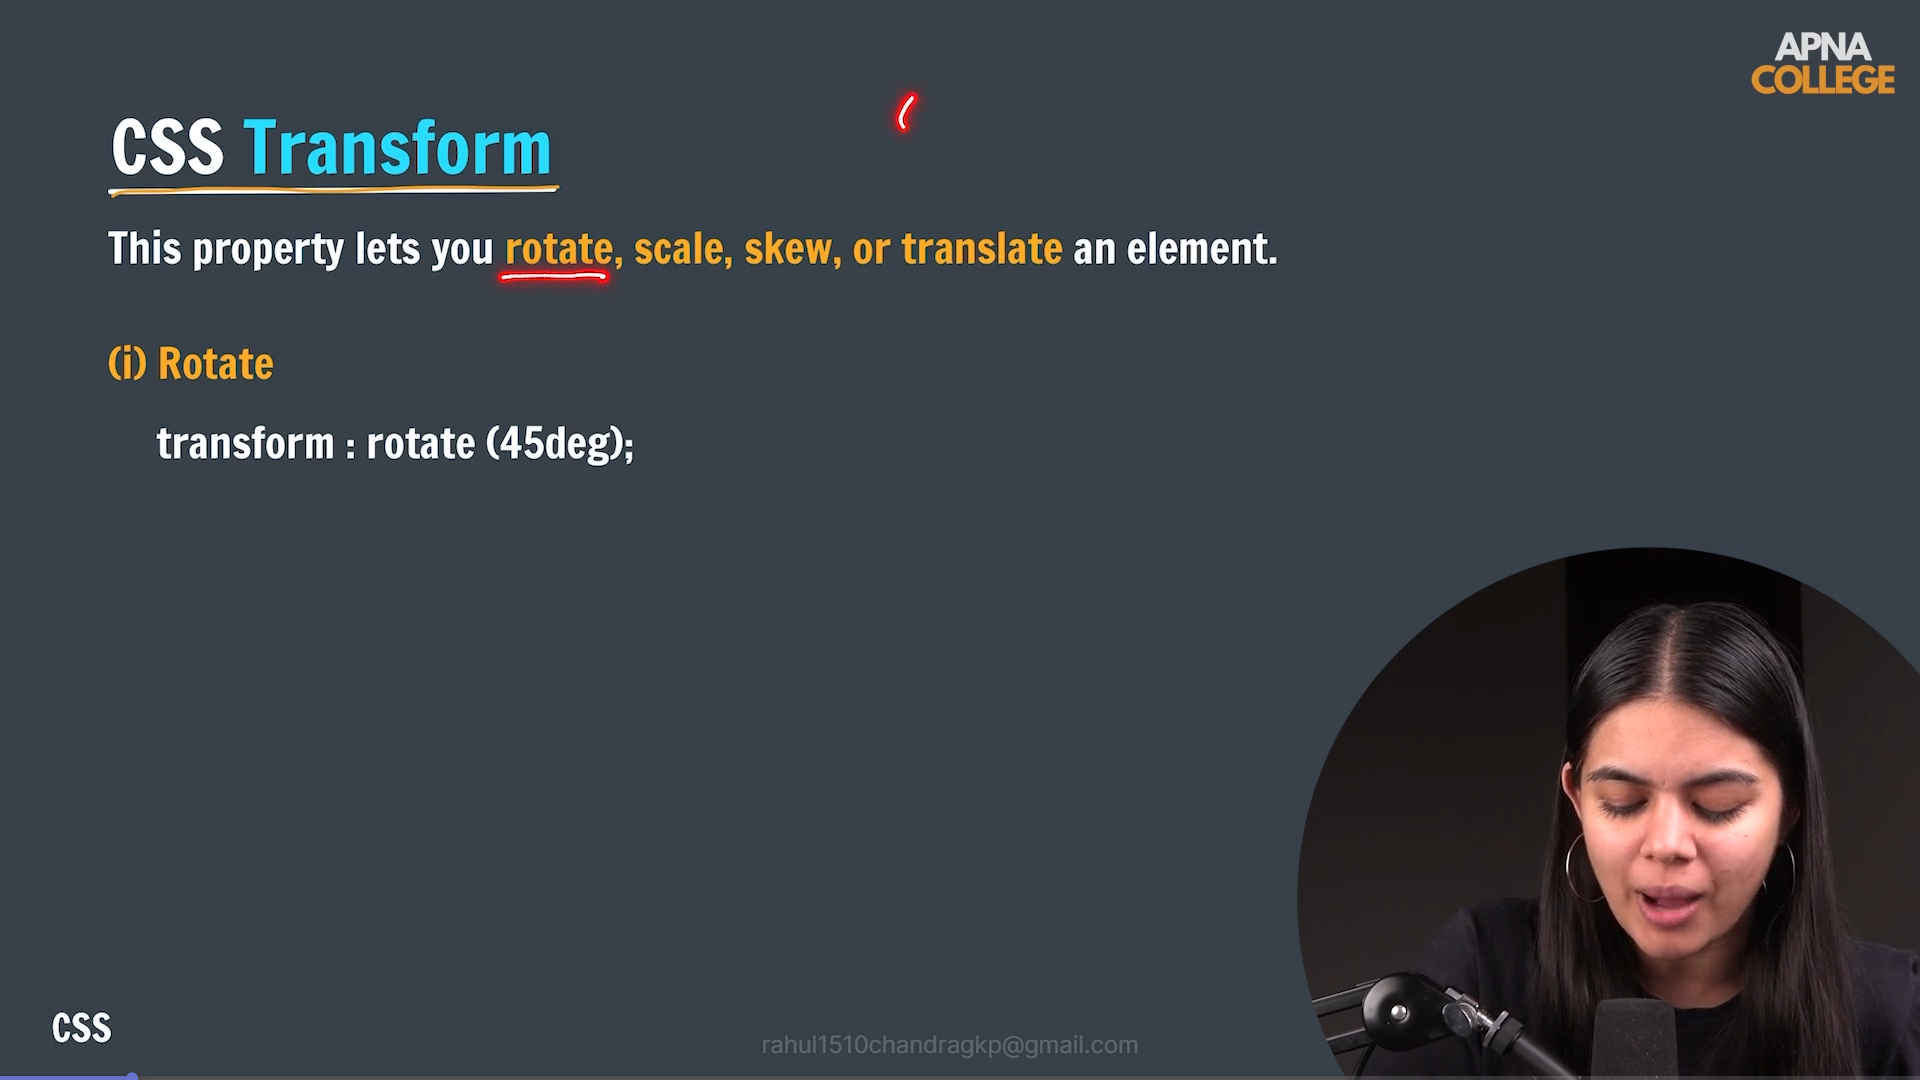 APNA
COLLEGE
CSS Transform
This property lets you rotate, scale, skew, or translate an element.
(i) Rotate
transform : rotate (45deg);
CSS
rahul1510chandragkp@gmail.com